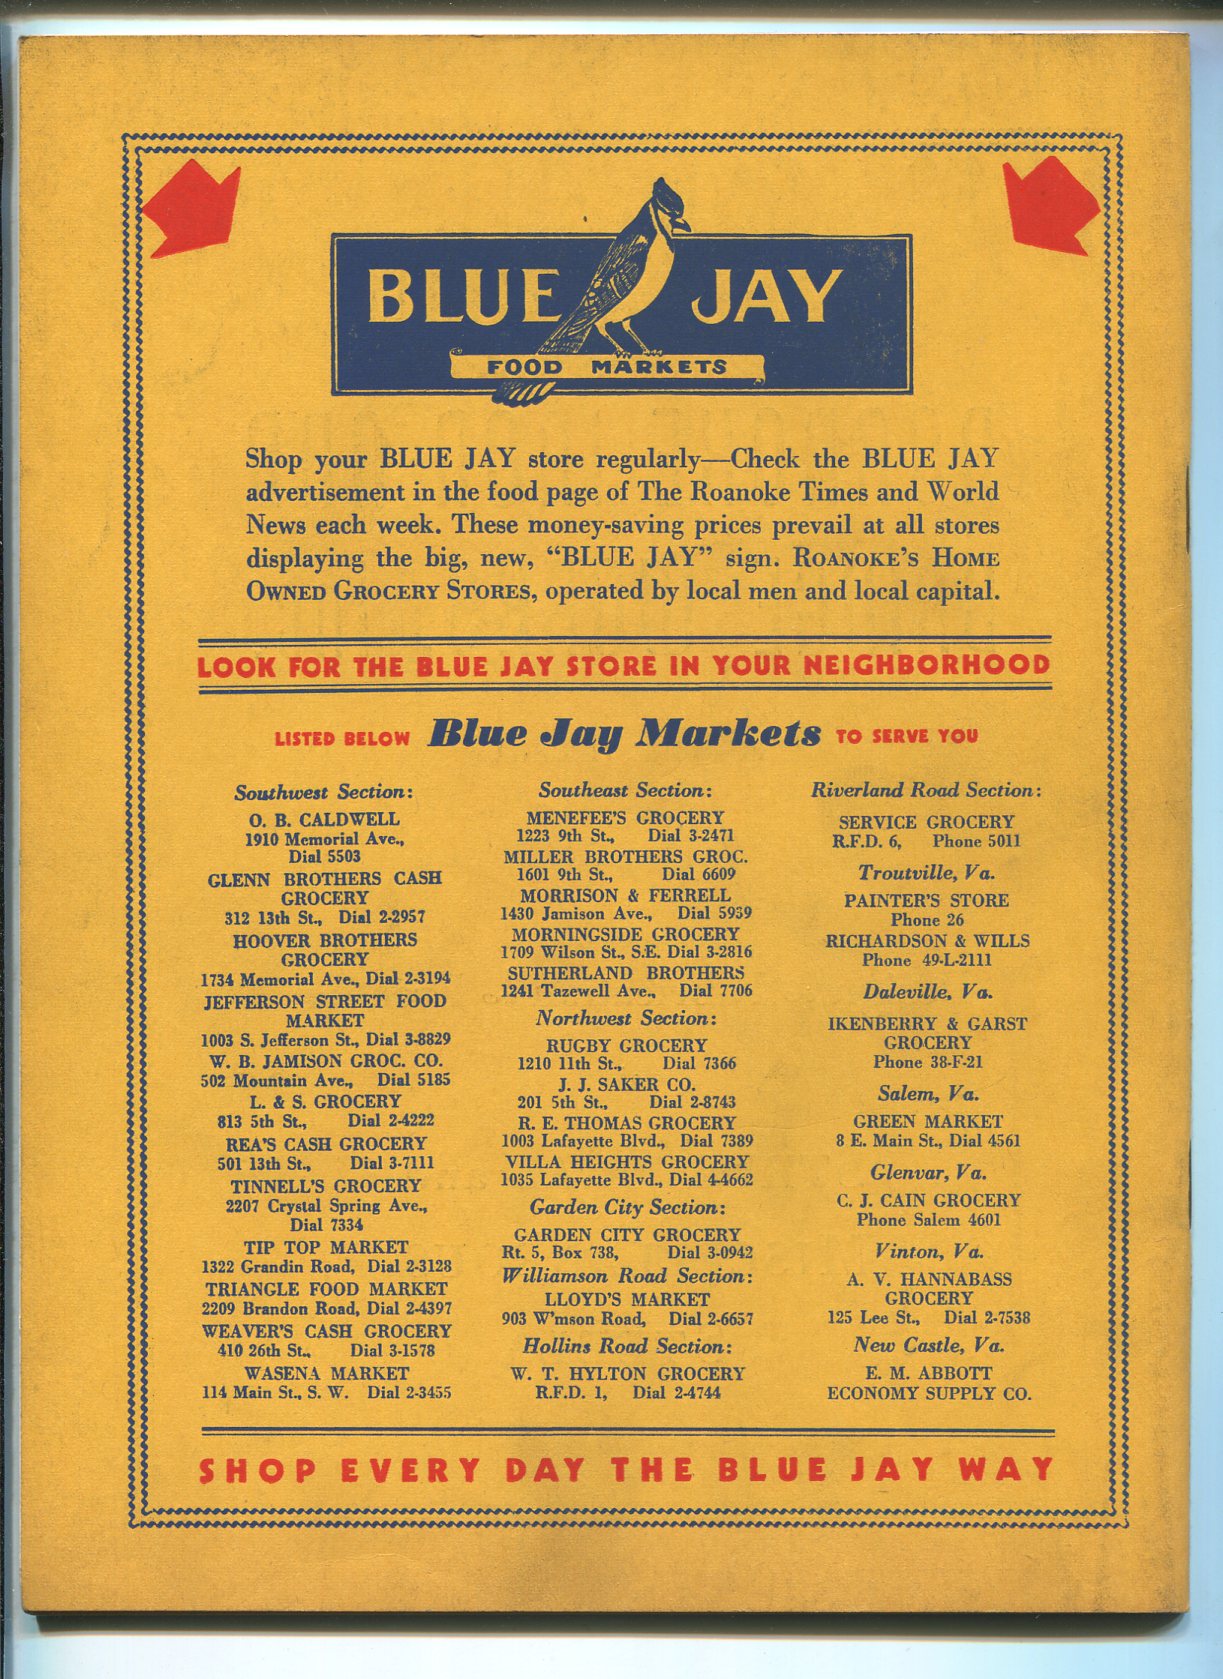 BLUE JAY
FOOD MARKETS
Shop your BLUE JAY store regularly—Check the BLUE JAY
advertisement in the food page of The Roanoke Times and World
News each week. These money-saving prices prevail at all stores
displaying the big, new, “BLUE JAY” sign. ROANOKE’S HOME
OWNED GROCERY STORES, operated by local men and local capital.
LOOK FOR THE BLUE JAY STORE IN YOUR NEIGHBORHOOD
LISTED BELOW Blue Jay Markets TO SERVE YOU
Southwest Section:
O. B. CALDWELL
1910 Memorial Ave.,
Dial 5503
GLENN BROTHERS CASH
GROCERY
312 13th St., Dial 2-2957
HOOVER BROTHERS
GROCERY
1734 Memorial Ave., Dial 2-3194
JEFFERSON STREET FOOD
MARKET
1003 S. Jefferson St., Dial 3-8829
W. B. JAMISON GROC. CO.
502 Mountain Ave., Dial 5185
L. & S. GROCERY
813 5th St., Dial 2-4222
REA’S CASH GROCERY
501 13th St., Dial 3-7111
TINNELL’S GROCERY
2207 Crystal Spring Ave.,
Dial 7334
TIP TOP MARKET
1322 Grandin Road, Dial 2-3128
TRIANGLE FOOD MARKET
2209 Brandon Road, Dial 2-4397
WEAVER’S CASH GROCERY
410 26th St., Dial 3-1578
WASENA MARKET
114 Main St., S. W. Dial 2-3455
Southeast Section:
MENEFEE’S GROCERY
1223 9th St., Dial 3-2471
MILLER BROTHERS GROC.
1601 9th St., Dial 6609
MORRISON & FERRELL
1430 Jamison Ave., Dial 5939
MORNINGSIDE GROCERY
1709 Wilson St., S.E. Dial 3-2816
SUTHERLAND BROTHERS
1241 Tazewell Ave., Dial 7706
Northwest Section:
RUGBY GROCERY
1210 11th St., Dial 7366
J. J. SAKER CO.
201 5th St., Dial 2-8743
R. E. THOMAS GROCERY
1003 Lafayette Blvd., Dial 7389
VILLA HEIGHTS GROCERY
1035 Lafayette Blvd., Dial 4-4662
Garden City Section:
GARDEN CITY GROCERY
Rt. 5, Box 738, Dial 3-0942
Williamson Road Section:
LLOYD’S MARKET
903 W’mson Road, Dial 2-6657
Hollins Road Section:
W. T. HYLTON GROCERY
R.F.D. 1, Dial 2-4744
Riverland Road Section:
SERVICE GROCERY
R.F.D. 6, Phone 5011
Troutville, Va.
PAINTER’S STORE
Phone 26
RICHARDSON & WILLS
Phone 49-L-2111
Daleville, Va.
IKENBERRY & GARST
GROCERY
Phone 38-F-21
Salem, Va.
GREEN MARKET
8 E. Main St., Dial 4561
Glenvar, Va.
C. J. CAIN GROCERY
Phone Salem 4601
Vinton, Va.
A. V. HANNABASS
GROCERY
125 Lee St., Dial 2-7538
New Castle, Va.
E. M. ABBOTT
ECONOMY SUPPLY CO.
SHOP EVERY DAY THE BLUE JAY WAY